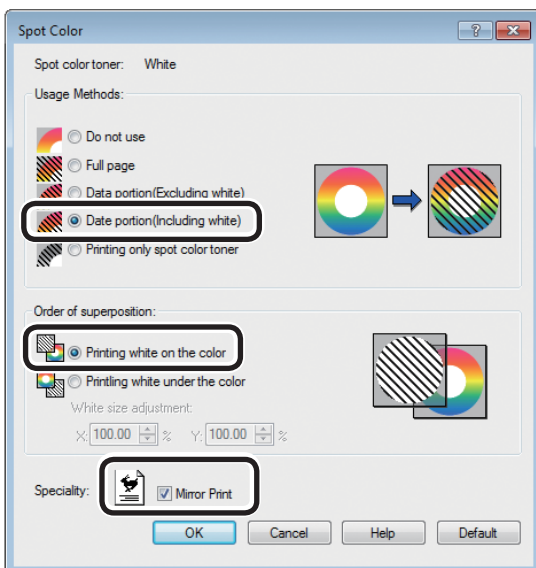 Spot Color
Spot color toner: White
Usage Methods:
Do not use
Full page
Data portion(Excluding white)
Date portion(Including white)
Printing only spot color toner
Order of superposition:
Printing white on the color
Printling white under the color
White size adjustment:
X: 100.00 % Y: 100.00 %
Speciality: Mirror Print
OK Cancel Help Default